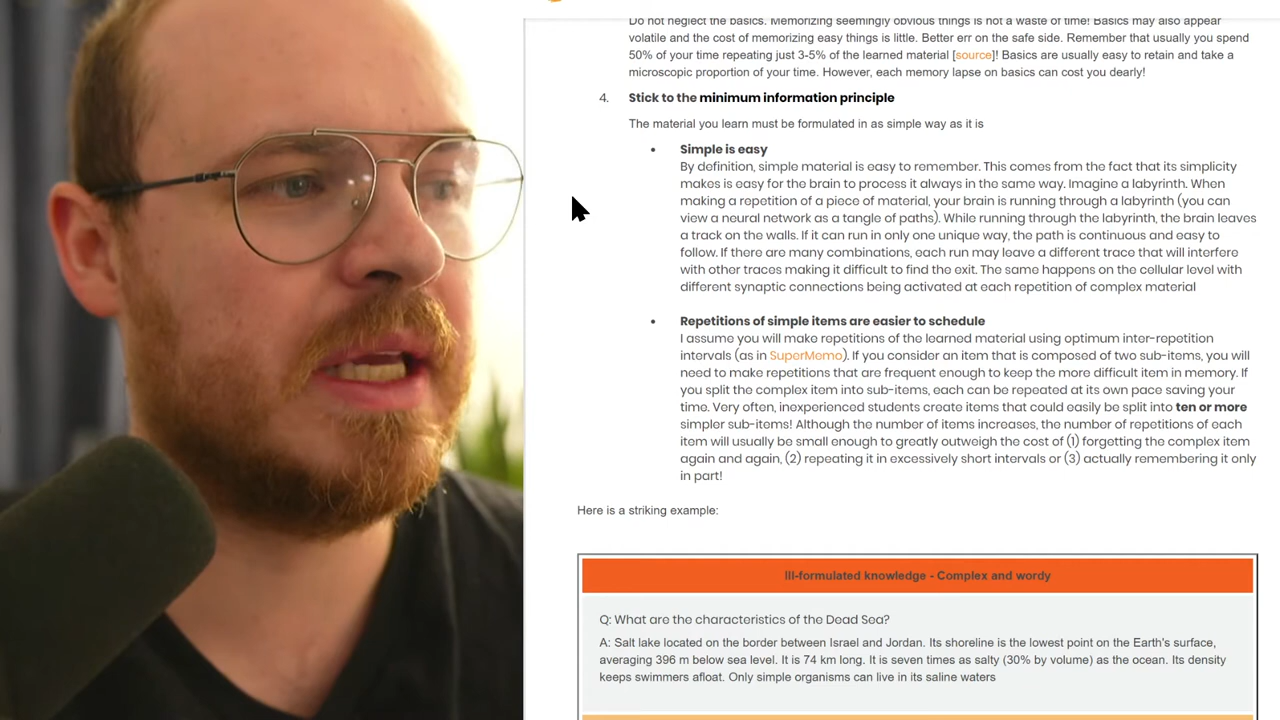 Do not neglect the basics. Memorizing seemingly obvious things is not a waste of time! Basics may also appear
volatile and the cost of memorizing easy things is little. Better err on the safe side. Remember that usually you spend
50% of your time repeating just 3-5% of the learned material [source]! Basics are usually easy to retain and take a
microscopic proportion of your time. However, each memory lapse on basics can cost you dearly!
4. Stick to the minimum information principle
The material you learn must be formulated in as simple way as it is
• Simple is easy
By definition, simple material is easy to remember. This comes from the fact that its simplicity
makes is easy for the brain to process it always in the same way. Imagine a labyrinth. When
making a repetition of a piece of material, your brain is running through a labyrinth (you can
view a neural network as a tangle of paths). While running through the labyrinth, the brain leaves
a track on the walls. If it can run in only one unique way, the path is continuous and easy to
follow. If there are many combinations, each run may leave a different trace that will interfere
with other traces making it difficult to find the exit. The same happens on the cellular level with
different synaptic connections being activated at each repetition of complex material
• Repetitions of simple items are easier to schedule
I assume you will make repetitions of the learned material using optimum inter-repetition
intervals (as in SuperMemo). If you consider an item that is composed of two sub-items, you will
need to make repetitions that are frequent enough to keep the more difficult item in memory. If
you split the complex item into sub-items, each can be repeated at its own pace saving your
time. Very often, inexperienced students create items that could easily be split into ten or more
simpler sub-items! Although the number of items increases, the number of repetitions of each
item will usually be small enough to greatly outweigh the cost of (1) forgetting the complex item
again and again, (2) repeating it in excessively short intervals or (3) actually remembering it only
in part!
Here is a striking example:
Ill-formulated knowledge - Complex and wordy
Q: What are the characteristics of the Dead Sea?
A: Salt lake located on the border between Israel and Jordan. Its shoreline is the lowest point on the Earth's surface,
averaging 396 m below sea level. It is 74 km long. It is seven times as salty (30% by volume) as the ocean. Its density
keeps swimmers afloat. Only simple organisms can live in its saline waters